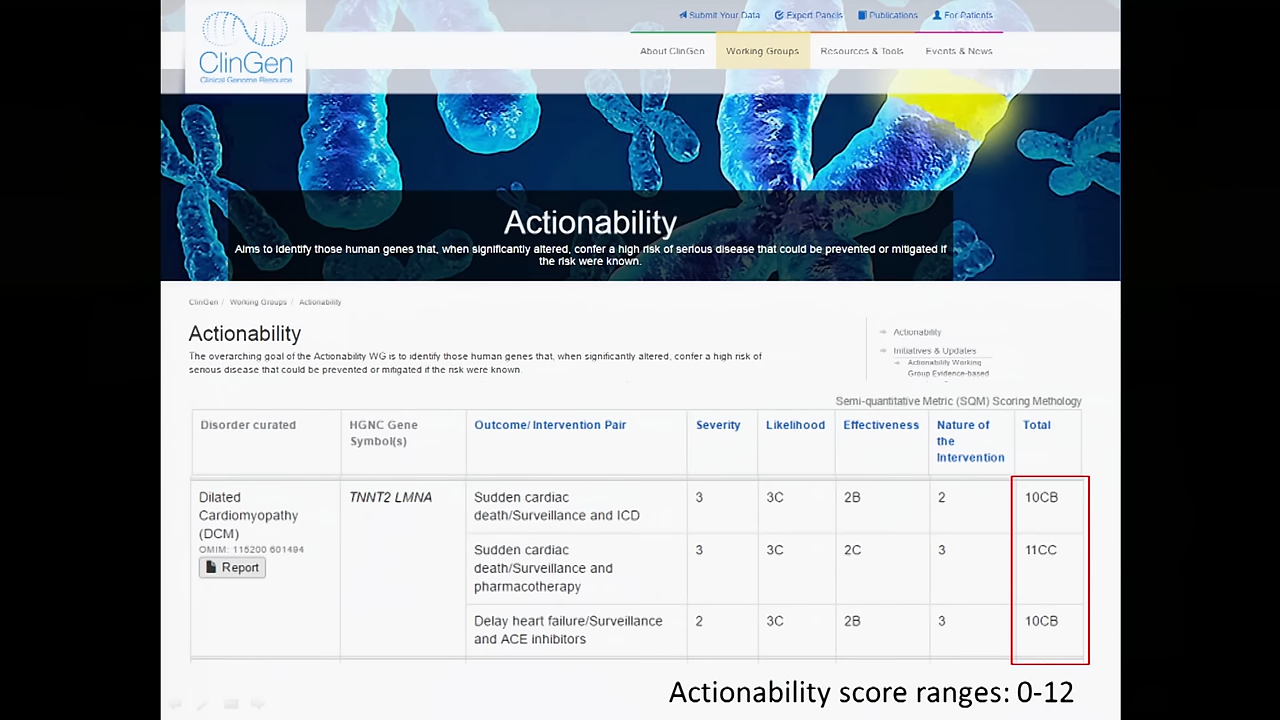 Submit Your Data Expert Panels Publications For Patients
ClinGen
Clinical Genome Resource
About ClinGen Working Groups Resources & Tools Events & News
Actionability
Aims to identify those human genes that, when significantly altered, confer a high risk of serious disease that could be prevented or mitigated if
the risk were known.
ClinGen / Working Groups / Actionability
Actionability
The overarching goal of the Actionability WG is to identify those human genes that, when significantly altered, confer a high risk of
serious disease that could be prevented or mitigated if the risk were known.
Actionability
Initiatives & Updates
Actionability Working
Group Evidence-based
Semi-quantitative Metric (SQM) Scoring Methology
Disorder curated
HGNC Gene
Symbol(s)
Outcome/ Intervention Pair
Severity
Likelihood
Effectiveness
Nature of
the
Intervention
Total
Dilated
Cardiomyopathy
(DCM)
OMIM: 115200 601494
Report
TNNT2 LMNA
Sudden cardiac
death/Surveillance and ICD
3
3C
2B
2
10CB
Sudden cardiac
death/Surveillance and
pharmacotherapy
3
3C
2C
3
11CC
Delay heart failure/Surveillance
and ACE inhibitors
2
3C
2B
3
10CB
Actionability score ranges: 0-12